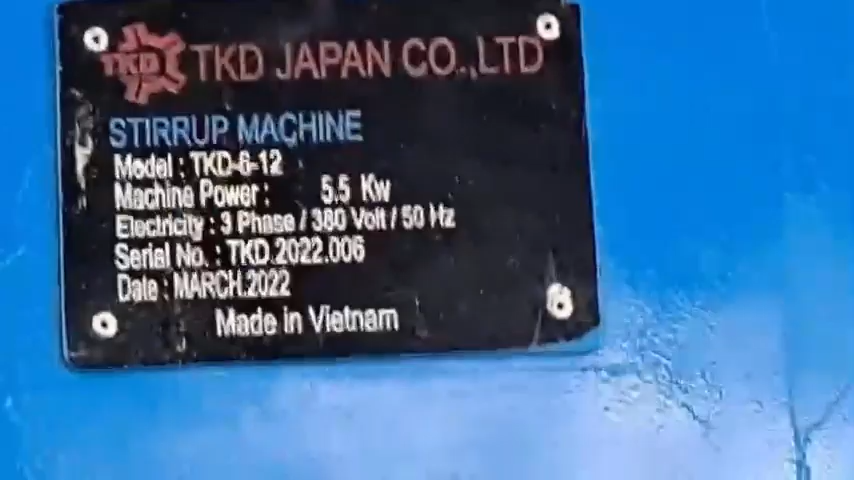 TKD TKD JAPAN CO.,LTD
STIRRUP MACHINE
Model : TKD-6-12
Machine Power : 5.5 Kw
Electricity : 3 Phase / 380 Volt / 50 Hz
Serial No. : TKD.2022.006
Date : MARCH.2022
Made in Vietnam